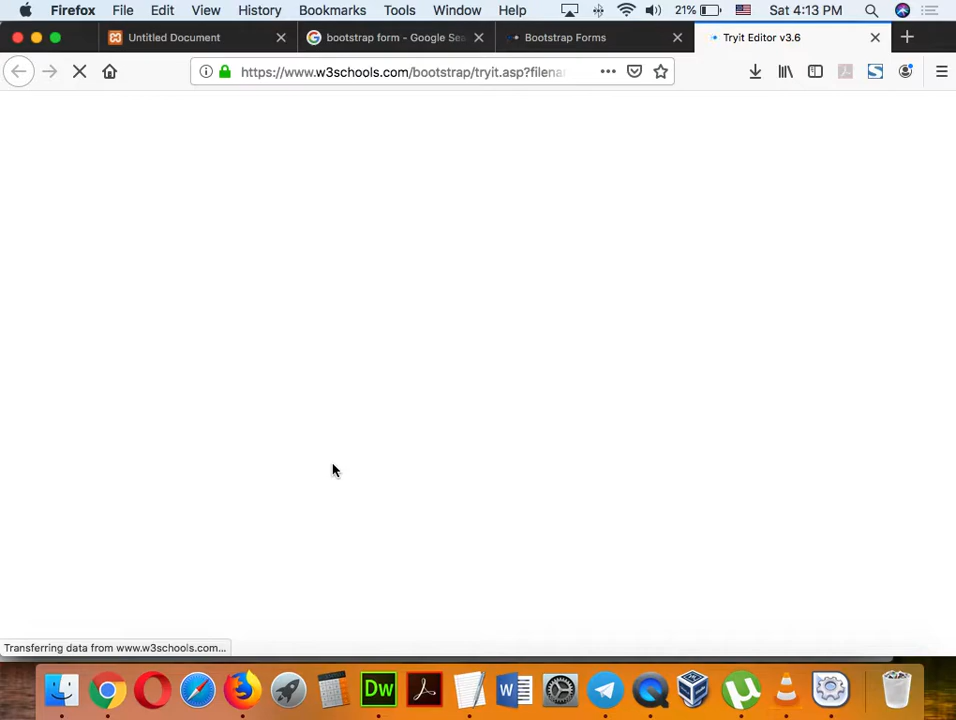 Firefox File Edit View History Bookmarks Tools Window Help 21% Sat 4:13 PM
Untitled Document
bootstrap form - Google Sea
Bootstrap Forms
Tryit Editor v3.6
https://www.w3schools.com/bootstrap/tryit.asp?filena
Transferring data from www.w3schools.com...
Dw
W